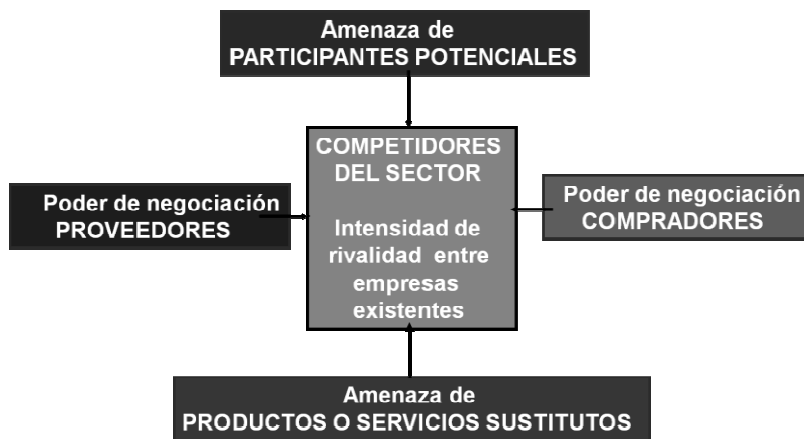 Amenaza de
PARTICIPANTES POTENCIALES
COMPETIDORES
DEL SECTOR
Intensidad de
rivalidad entre
empresas
existentes
Poder de negociación
PROVEEDORES
Poder de negociación
COMPRADORES
Amenaza de
PRODUCTOS O SERVICIOS SUSTITUTOS